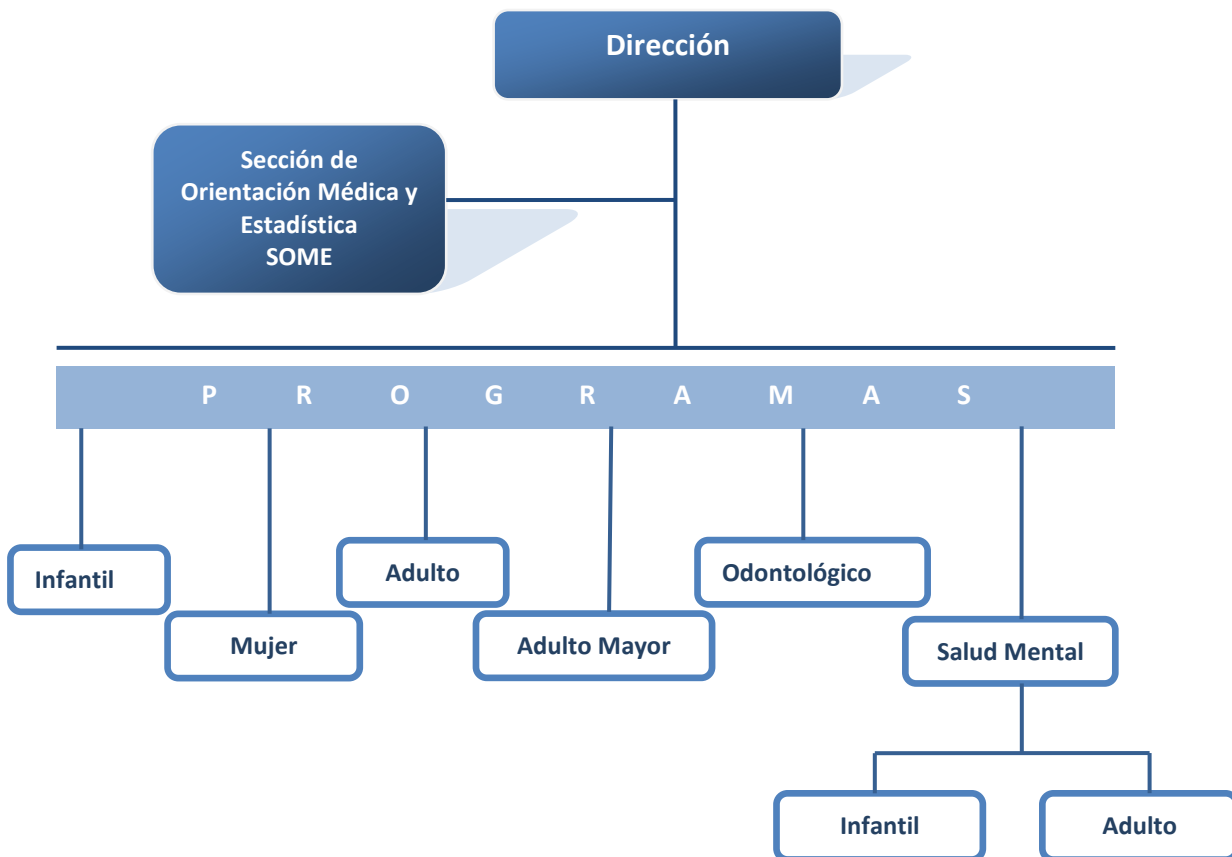 Dirección
Sección de
Orientación Médica y
Estadística
SOME
P R O G R A M A S
Infantil
Mujer
Adulto
Adulto Mayor
Odontológico
Salud Mental
Infantil
Adulto